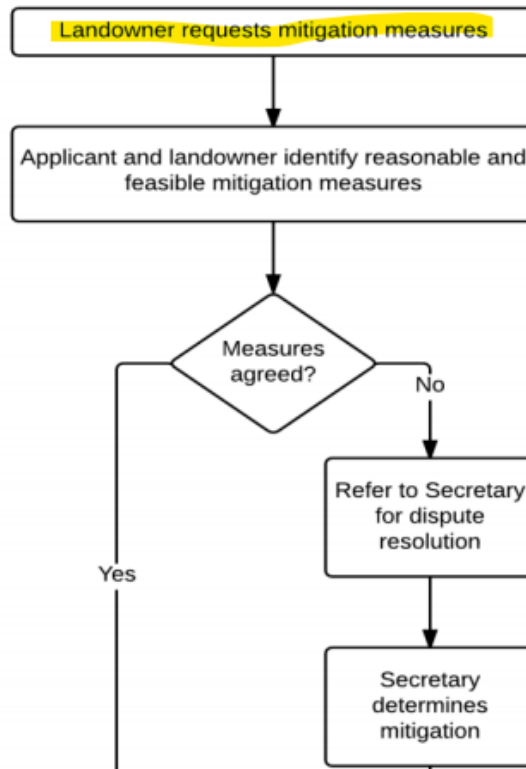 Landowner requests mitigation measures
Applicant and landowner identify reasonable and
feasible mitigation measures
Measures
agreed?
No
Refer to Secretary
for dispute
resolution
Yes
Secretary
determines
mitigation